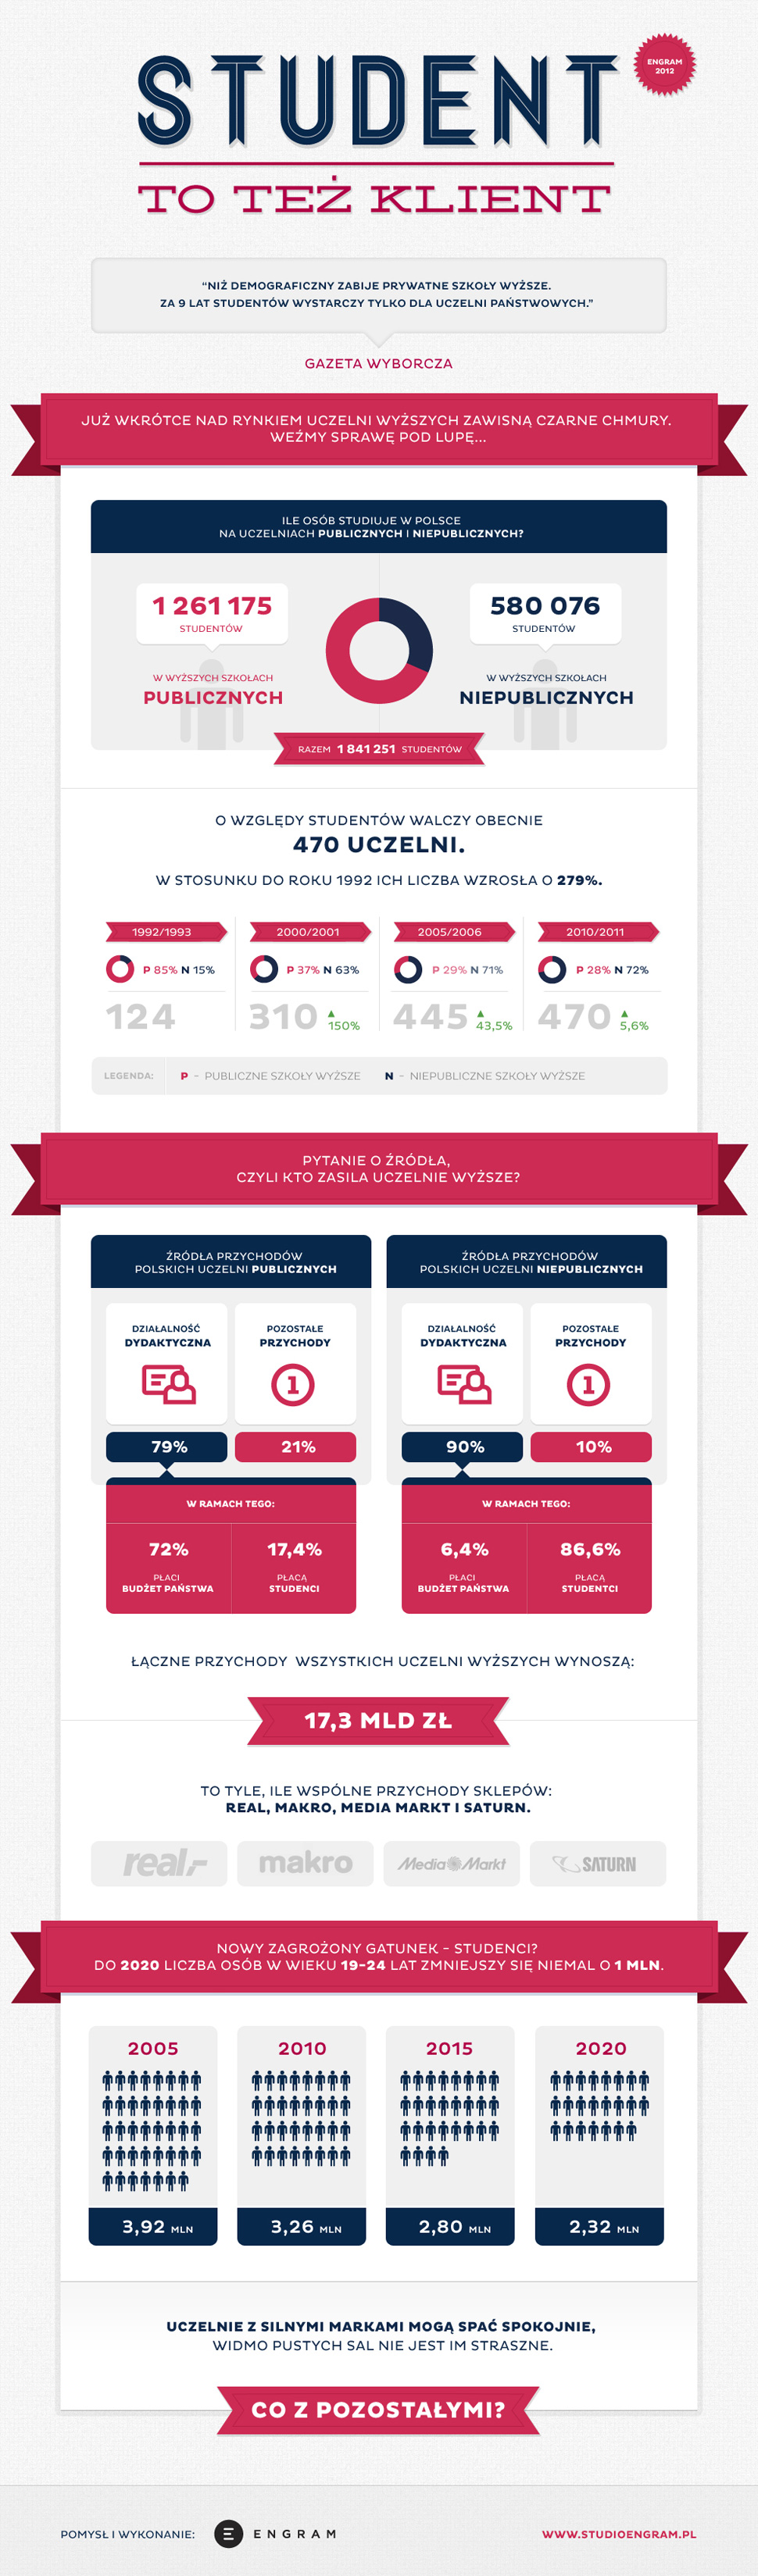 STUDENT
ENGRAM
2012
TO TEŻ KLIENT
“NIŻ DEMOGRAFICZNY ZABIJE PRYWATNE SZKOŁY WYŻSZE.
ZA 9 LAT STUDENTÓW WYSTARCZY TYLKO DLA UCZELNI PAŃSTWOWYCH.”
GAZETA WYBORCZA
JUŻ WKRÓTCE NAD RYNKIEM UCZELNI WYŻSZYCH ZAWISNĄ CZARNE CHMURY.
WEŹMY SPRAWĘ POD LUPĘ...
ILE OSÓB STUDIUJE W POLSCE
NA UCZELNIACH PUBLICZNYCH I NIEPUBLICZNYCH?
1 261 175
STUDENTÓW
W WYŻSZYCH SZKOŁACH
PUBLICZNYCH
580 076
STUDENTÓW
W WYŻSZYCH SZKOŁACH
NIEPUBLICZNYCH
RAZEM 1 841 251 STUDENTÓW
O WZGLĘDY STUDENTÓW WALCZY OBECNIE
470 UCZELNI.
W STOSUNKU DO ROKU 1992 ICH LICZBA WZROSŁA O 279%.
1992/1993
P 85% N 15%
124
2000/2001
P 37% N 63%
310 ▲ 150%
2005/2006
P 29% N 71%
445 ▲ 43,5%
2010/2011
P 28% N 72%
470 ▲ 5,6%
LEGENDA: P – PUBLICZNE SZKOŁY WYŻSZE N – NIEPUBLICZNE SZKOŁY WYŻSZE
PYTANIE O ŹRÓDŁA,
CZYLI KTO ZASILA UCZELNIE WYŻSZE?
ŹRÓDŁA PRZYCHODÓW
POLSKICH UCZELNI PUBLICZNYCH
DZIAŁALNOŚĆ
DYDAKTYCZNA
79%
POZOSTAŁE
PRZYCHODY
1
21%
W RAMACH TEGO:
72%
PŁACI
BUDŻET PAŃSTWA
17,4%
PŁACĄ
STUDENCI
ŹRÓDŁA PRZYCHODÓW
POLSKICH UCZELNI NIEPUBLICZNYCH
DZIAŁALNOŚĆ
DYDAKTYCZNA
90%
POZOSTAŁE
PRZYCHODY
1
10%
W RAMACH TEGO:
6,4%
PŁACI
BUDŻET PAŃSTWA
86,6%
PŁACĄ
STUDENTCI
ŁĄCZNE PRZYCHODY WSZYSTKICH UCZELNI WYŻSZYCH WYNOSZĄ:
17,3 MLD ZŁ
TO TYLE, ILE WSPÓLNE PRZYCHODY SKLEPÓW:
REAL, MAKRO, MEDIA MARKT I SATURN.
real,-
makro
Media Markt
SATURN
NOWY ZAGROŻONY GATUNEK – STUDENCI?
DO 2020 LICZBA OSÓB W WIEKU 19-24 LAT ZMNIEJSZY SIĘ NIEMAL O 1 MLN.
2005
3,92 MLN
2010
3,26 MLN
2015
2,80 MLN
2020
2,32 MLN
UCZELNIE Z SILNYMI MARKAMI MOGĄ SPAĆ SPOKOJNIE,
WIDMO PUSTYCH SAL NIE JEST IM STRASZNE.
CO Z POZOSTAŁYMI?
POMYSŁ I WYKONANIE: ENGRAM
WWW.STUDIOENGRAM.PL